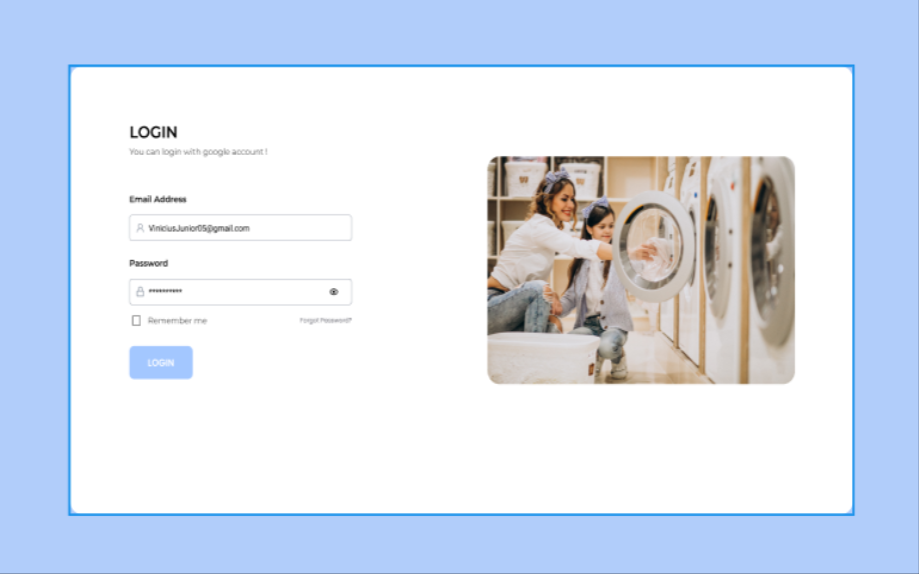 LOGIN
You can login with google account !
Email Address
ViniciusJunior05@gmail.com
Password
**********
Remember me
Forgot Password?
LOGIN